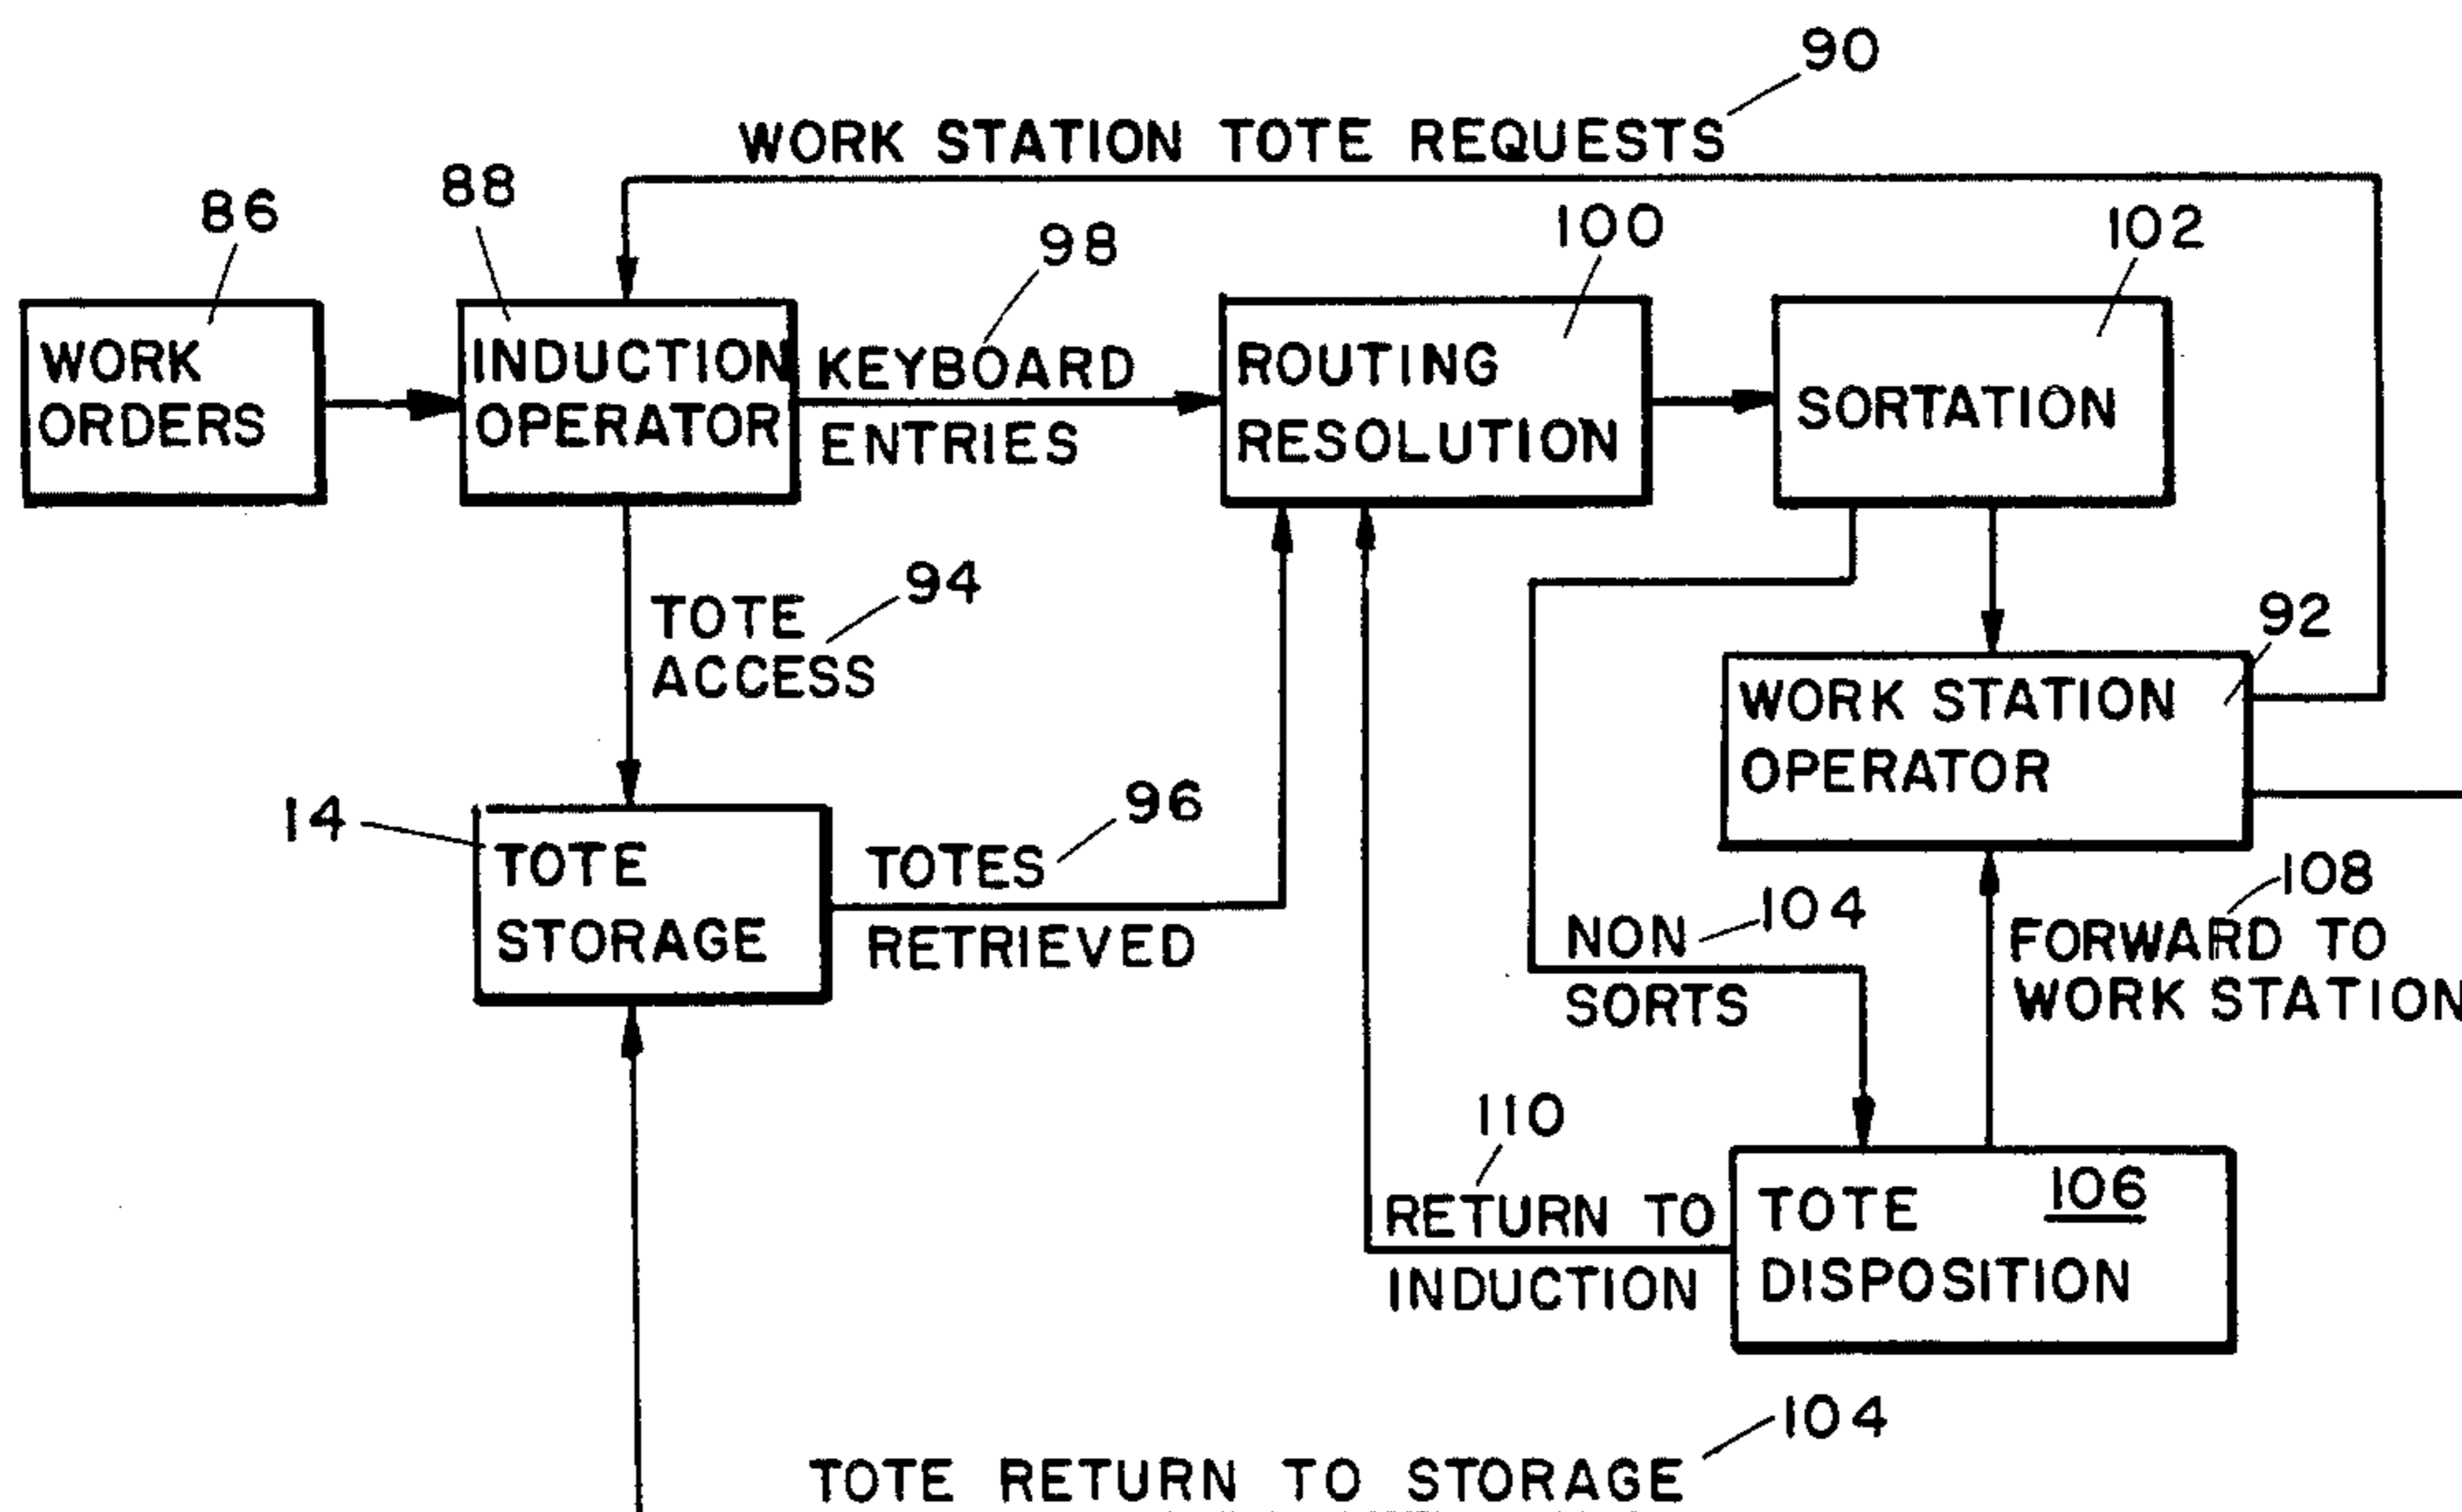 90
WORK STATION TOTE REQUESTS
86
88
98
100
102
WORK
ORDERS
INDUCTION
OPERATOR
KEYBOARD
ENTRIES
ROUTING
RESOLUTION
SORTATION
94
TOTE
ACCESS
92
WORK STATION
OPERATOR
14
TOTE
STORAGE
96
TOTES
RETRIEVED
104
NON
SORTS
108
FORWARD TO
WORK STATION
110
RETURN TO
INDUCTION
106
TOTE
DISPOSITION
104
TOTE RETURN TO STORAGE